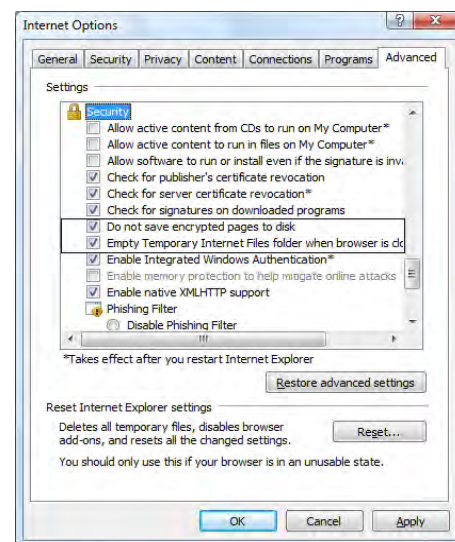 Internet Options
General Security Privacy Content Connections Programs Advanced
Settings
Security
Allow active content from CDs to run on My Computer*
Allow active content to run in files on My Computer*
Allow software to run or install even if the signature is inva
Check for publisher's certificate revocation
Check for server certificate revocation*
Check for signatures on downloaded programs
Do not save encrypted pages to disk
Empty Temporary Internet Files folder when browser is clo
Enable Integrated Windows Authentication*
Enable memory protection to help mitigate online attacks
Enable native XMLHTTP support
Phishing Filter
Disable Phishing Filter
*Takes effect after you restart Internet Explorer
Restore advanced settings
Reset Internet Explorer settings
Deletes all temporary files, disables browser
add-ons, and resets all the changed settings.
Reset...
You should only use this if your browser is in an unusable state.
OK Cancel Apply